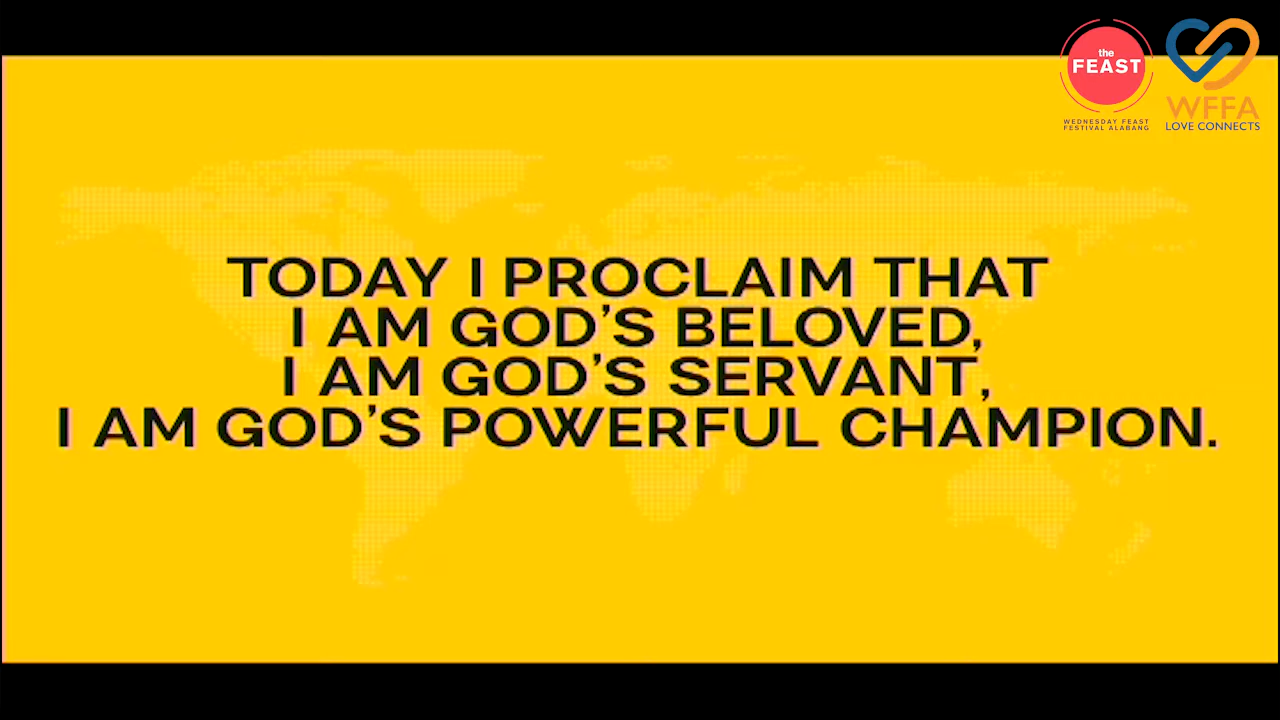 the
FEAST
WEDNESDAY FEAST
FESTIVAL ALABANG
WFFA
LOVE CONNECTS
TODAY I PROCLAIM THAT
I AM GOD'S BELOVED,
I AM GOD'S SERVANT,
I AM GOD'S POWERFUL CHAMPION.